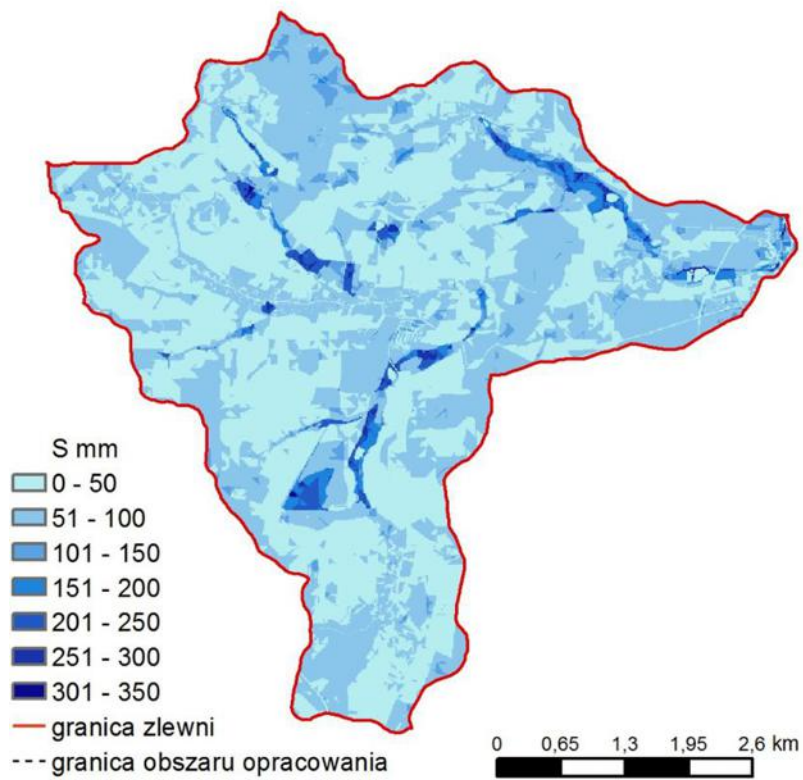 S mm
0 - 50
51 - 100
101 - 150
151 - 200
201 - 250
251 - 300
301 - 350
granica zlewni
granica obszaru opracowania
0 0,65 1,3 1,95 2,6 km